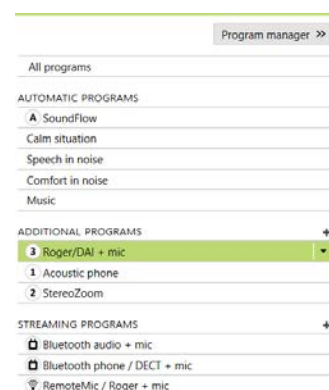 Program manager »
All programs
AUTOMATIC PROGRAMS
A SoundFlow
Calm situation
Speech in noise
Comfort in noise
Music
ADDITIONAL PROGRAMS +
3 Roger/DAI + mic
1 Acoustic phone
2 StereoZoom
STREAMING PROGRAMS +
Bluetooth audio + mic
Bluetooth phone / DECT + mic
RemoteMic / Roger + mic